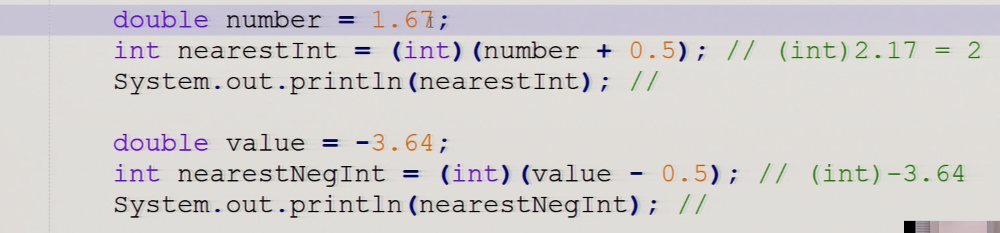 double number = 1.67;
int nearestInt = (int)(number + 0.5); // (int)2.17 = 2
System.out.println(nearestInt); //
double value = -3.64;
int nearestNegInt = (int)(value - 0.5); // (int)-3.64
System.out.println(nearestNegInt); //